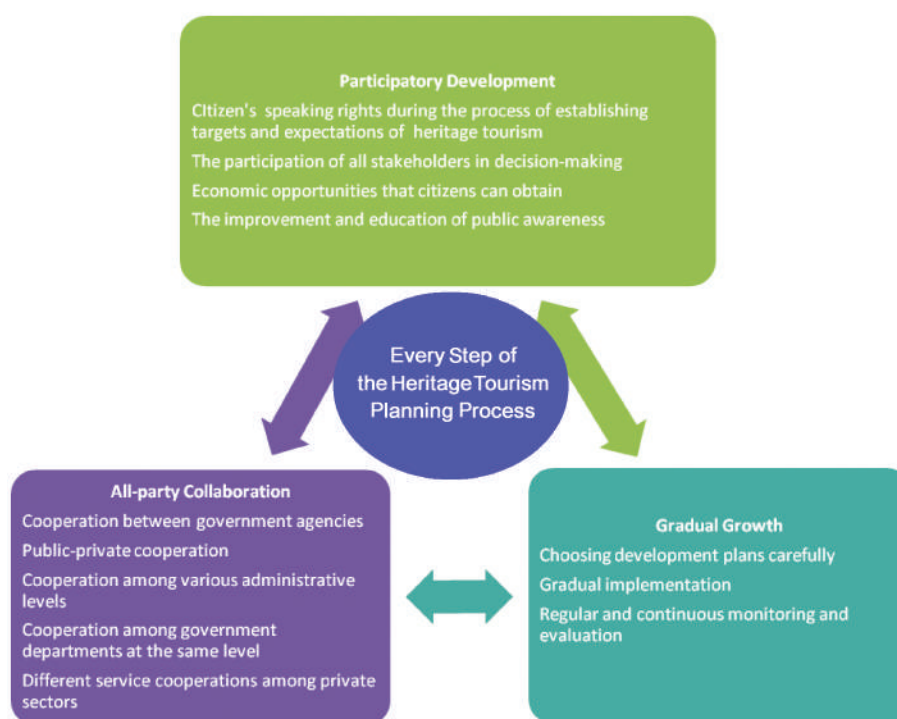 Participatory Development
CItizen's speaking rights during the process of establishing
targets and expectations of heritage tourism
The participation of all stakeholders in decision-making
Economic opportunities that citizens can obtain
The improvement and education of public awareness
Every Step of
the Heritage Tourism
Planning Process
All-party Collaboration
Cooperation between government agencies
Public-private cooperation
Cooperation among various administrative
levels
Cooperation among government
departments at the same level
Different service cooperations among private
sectors
Gradual Growth
Choosing development plans carefully
Gradual implementation
Regular and continuous monitoring and
evaluation